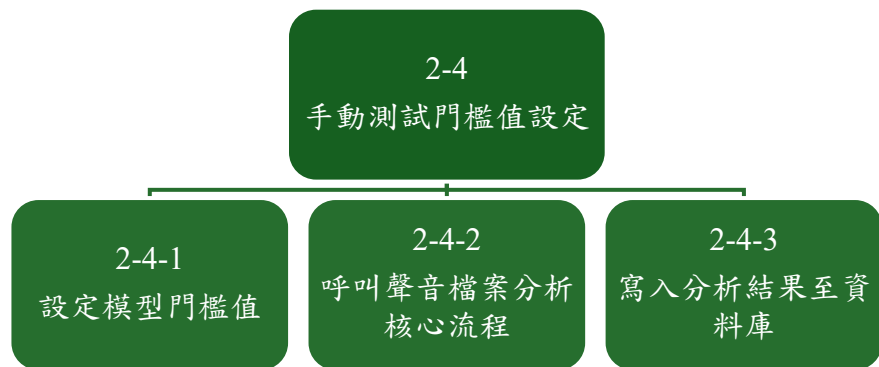 2-4
手動測試門檻值設定
2-4-1
設定模型門檻值
2-4-2
呼叫聲音檔案分析
核心流程
2-4-3
寫入分析結果至資
料庫